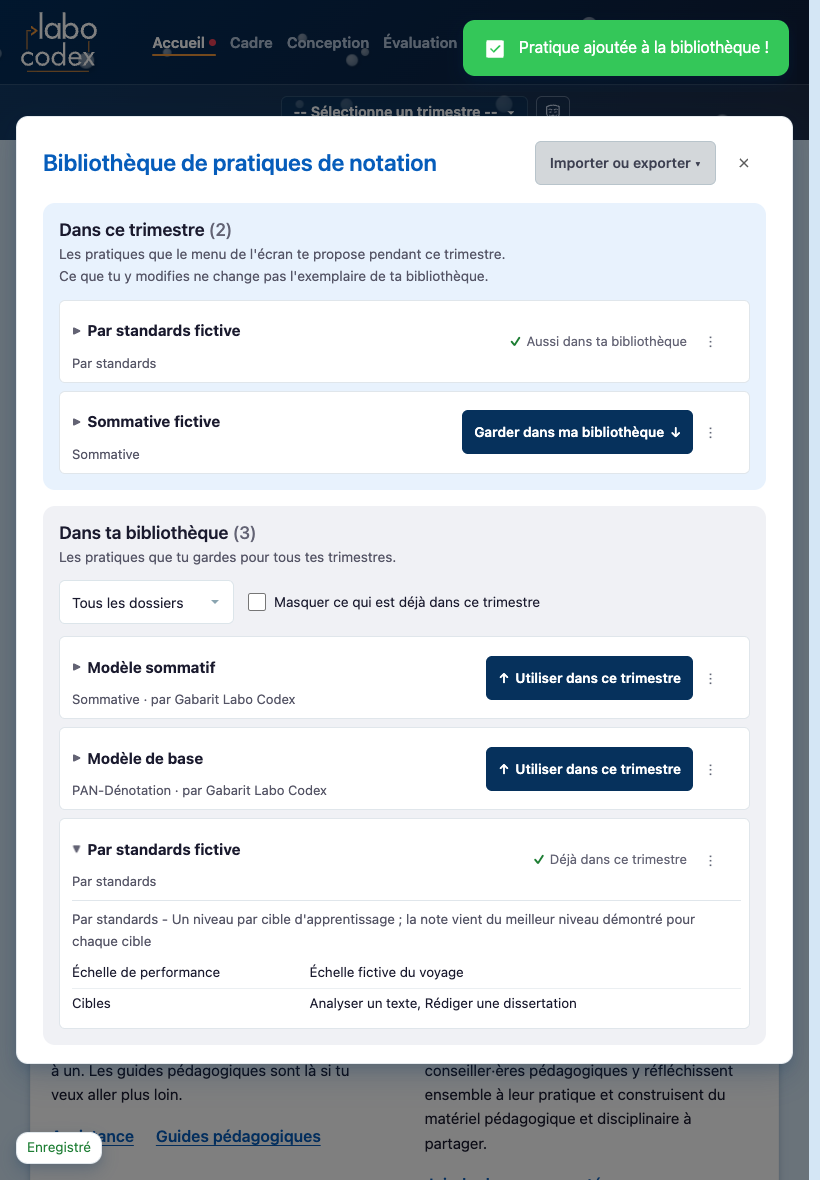 labo
codex
Accueil
Cadre
Conception
Évaluation
Pratique ajoutée à la bibliothèque !
-- Sélectionne un trimestre --
Bibliothèque de pratiques de notation
Importer ou exporter
Dans ce trimestre (2)
Les pratiques que le menu de l'écran te propose pendant ce trimestre.
Ce que tu y modifies ne change pas l'exemplaire de ta bibliothèque.
Par standards fictive
Aussi dans ta bibliothèque
Par standards
Sommative fictive
Garder dans ma bibliothèque ↓
Sommative
Dans ta bibliothèque (3)
Les pratiques que tu gardes pour tous tes trimestres.
Tous les dossiers
Masquer ce qui est déjà dans ce trimestre
Modèle sommatif
↑ Utiliser dans ce trimestre
Sommative · par Gabarit Labo Codex
Modèle de base
↑ Utiliser dans ce trimestre
PAN-Dénotation · par Gabarit Labo Codex
Par standards fictive
Déjà dans ce trimestre
Par standards
Par standards - Un niveau par cible d'apprentissage ; la note vient du meilleur niveau démontré pour
chaque cible
Échelle de performance
Échelle fictive du voyage
Cibles
Analyser un texte, Rédiger une dissertation
à un. Les guides pédagogiques sont là si tu
veux aller plus loin.
Guides pédagogiques
conseiller·ères pédagogiques y réfléchissent
ensemble à leur pratique et construisent du
matériel pédagogique et disciplinaire à
partager.
Enregistré